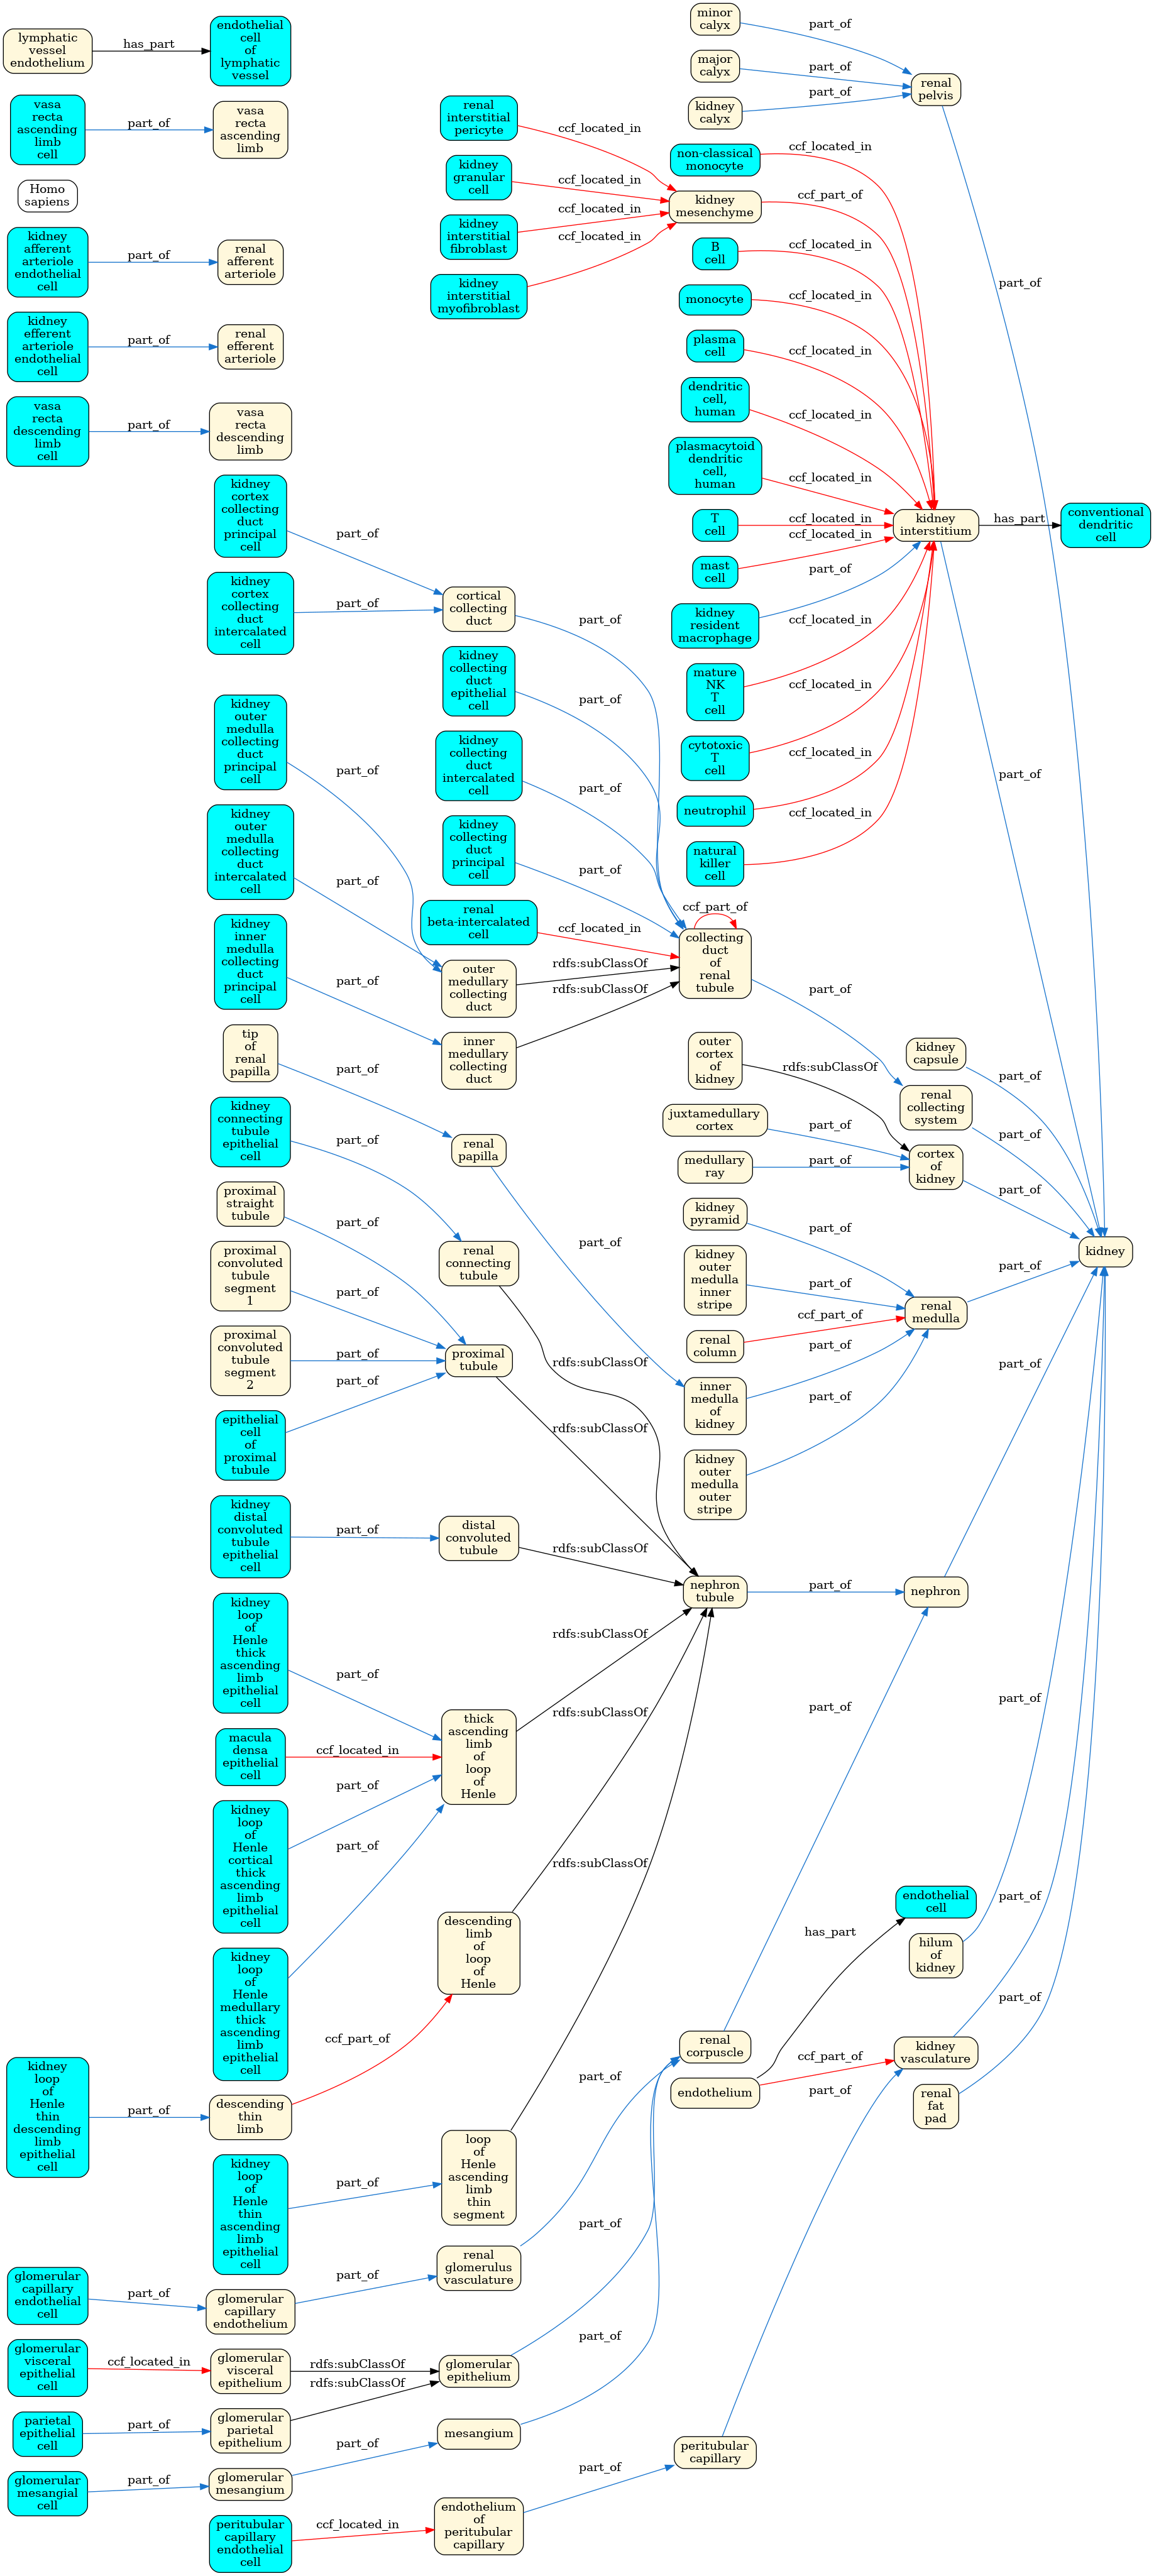 lymphatic
vessel
endothelium
has_part
endothelial
cell
of
lymphatic
vessel
vasa
recta
ascending
limb
cell
part_of
vasa
recta
ascending
limb
Homo
sapiens
kidney
afferent
arteriole
endothelial
cell
part_of
renal
afferent
arteriole
kidney
efferent
arteriole
endothelial
cell
part_of
renal
efferent
arteriole
vasa
recta
descending
limb
cell
part_of
vasa
recta
descending
limb
minor
calyx
part_of
major
calyx
part_of
kidney
calyx
part_of
renal
pelvis
part_of
renal
interstitial
pericyte
ccf_located_in
kidney
granular
cell
ccf_located_in
kidney
interstitial
fibroblast
ccf_located_in
kidney
interstitial
myofibroblast
ccf_located_in
kidney
mesenchyme
ccf_part_of
non-classical
monocyte
ccf_located_in
B
cell
ccf_located_in
monocyte
ccf_located_in
plasma
cell
ccf_located_in
dendritic
cell,
human
ccf_located_in
plasmacytoid
dendritic
cell,
human
ccf_located_in
T
cell
ccf_located_in
mast
cell
ccf_located_in
kidney
resident
macrophage
part_of
mature
NK
T
cell
ccf_located_in
cytotoxic
T
cell
ccf_located_in
neutrophil
ccf_located_in
natural
killer
cell
ccf_located_in
kidney
interstitium
has_part
conventional
dendritic
cell
part_of
kidney
cortex
collecting
duct
principal
cell
part_of
kidney
cortex
collecting
duct
intercalated
cell
part_of
cortical
collecting
duct
part_of
kidney
collecting
duct
epithelial
cell
part_of
kidney
collecting
duct
intercalated
cell
part_of
kidney
collecting
duct
principal
cell
part_of
renal
beta-intercalated
cell
ccf_located_in
kidney
outer
medulla
collecting
duct
principal
cell
part_of
kidney
outer
medulla
collecting
duct
intercalated
cell
part_of
outer
medullary
collecting
duct
rdfs:subClassOf
kidney
inner
medulla
collecting
duct
principal
cell
part_of
inner
medullary
collecting
duct
rdfs:subClassOf
ccf_part_of
collecting
duct
of
renal
tubule
part_of
renal
collecting
system
part_of
kidney
capsule
part_of
outer
cortex
of
kidney
rdfs:subClassOf
juxtamedullary
cortex
part_of
medullary
ray
part_of
cortex
of
kidney
part_of
kidney
tip
of
renal
papilla
part_of
renal
papilla
part_of
kidney
pyramid
part_of
kidney
outer
medulla
inner
stripe
part_of
renal
column
ccf_part_of
inner
medulla
of
kidney
part_of
kidney
outer
medulla
outer
stripe
part_of
renal
medulla
part_of
kidney
connecting
tubule
epithelial
cell
part_of
renal
connecting
tubule
rdfs:subClassOf
proximal
straight
tubule
part_of
proximal
convoluted
tubule
segment
1
part_of
proximal
convoluted
tubule
segment
2
part_of
epithelial
cell
of
proximal
tubule
part_of
proximal
tubule
rdfs:subClassOf
kidney
distal
convoluted
tubule
epithelial
cell
part_of
distal
convoluted
tubule
rdfs:subClassOf
nephron
tubule
part_of
nephron
part_of
kidney
loop
of
Henle
thick
ascending
limb
epithelial
cell
part_of
macula
densa
epithelial
cell
ccf_located_in
kidney
loop
of
Henle
cortical
thick
ascending
limb
epithelial
cell
part_of
kidney
loop
of
Henle
medullary
thick
ascending
limb
epithelial
cell
part_of
thick
ascending
limb
of
loop
of
Henle
rdfs:subClassOf
kidney
loop
of
Henle
thin
descending
limb
epithelial
cell
part_of
descending
thin
limb
ccf_part_of
descending
limb
of
loop
of
Henle
rdfs:subClassOf
kidney
loop
of
Henle
thin
ascending
limb
epithelial
cell
part_of
loop
of
Henle
ascending
limb
thin
segment
rdfs:subClassOf
glomerular
capillary
endothelial
cell
part_of
glomerular
capillary
endothelium
part_of
renal
glomerulus
vasculature
part_of
glomerular
visceral
epithelial
cell
ccf_located_in
glomerular
visceral
epithelium
rdfs:subClassOf
parietal
epithelial
cell
part_of
glomerular
parietal
epithelium
rdfs:subClassOf
glomerular
epithelium
part_of
glomerular
mesangial
cell
part_of
glomerular
mesangium
part_of
mesangium
part_of
renal
corpuscle
part_of
endothelium
has_part
endothelial
cell
ccf_part_of
hilum
of
kidney
part_of
kidney
vasculature
part_of
renal
fat
pad
part_of
peritubular
capillary
endothelial
cell
ccf_located_in
endothelium
of
peritubular
capillary
part_of
peritubular
capillary
part_of